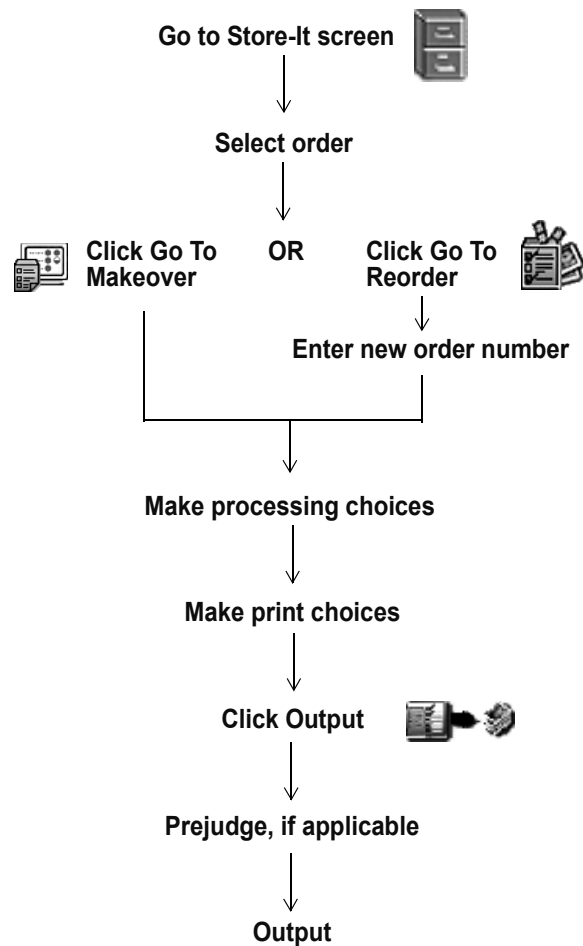 Go to Store-It screen
Select order
Click Go To
Makeover
OR
Click Go To
Reorder
Enter new order number
Make processing choices
Make print choices
Click Output
Prejudge, if applicable
Output